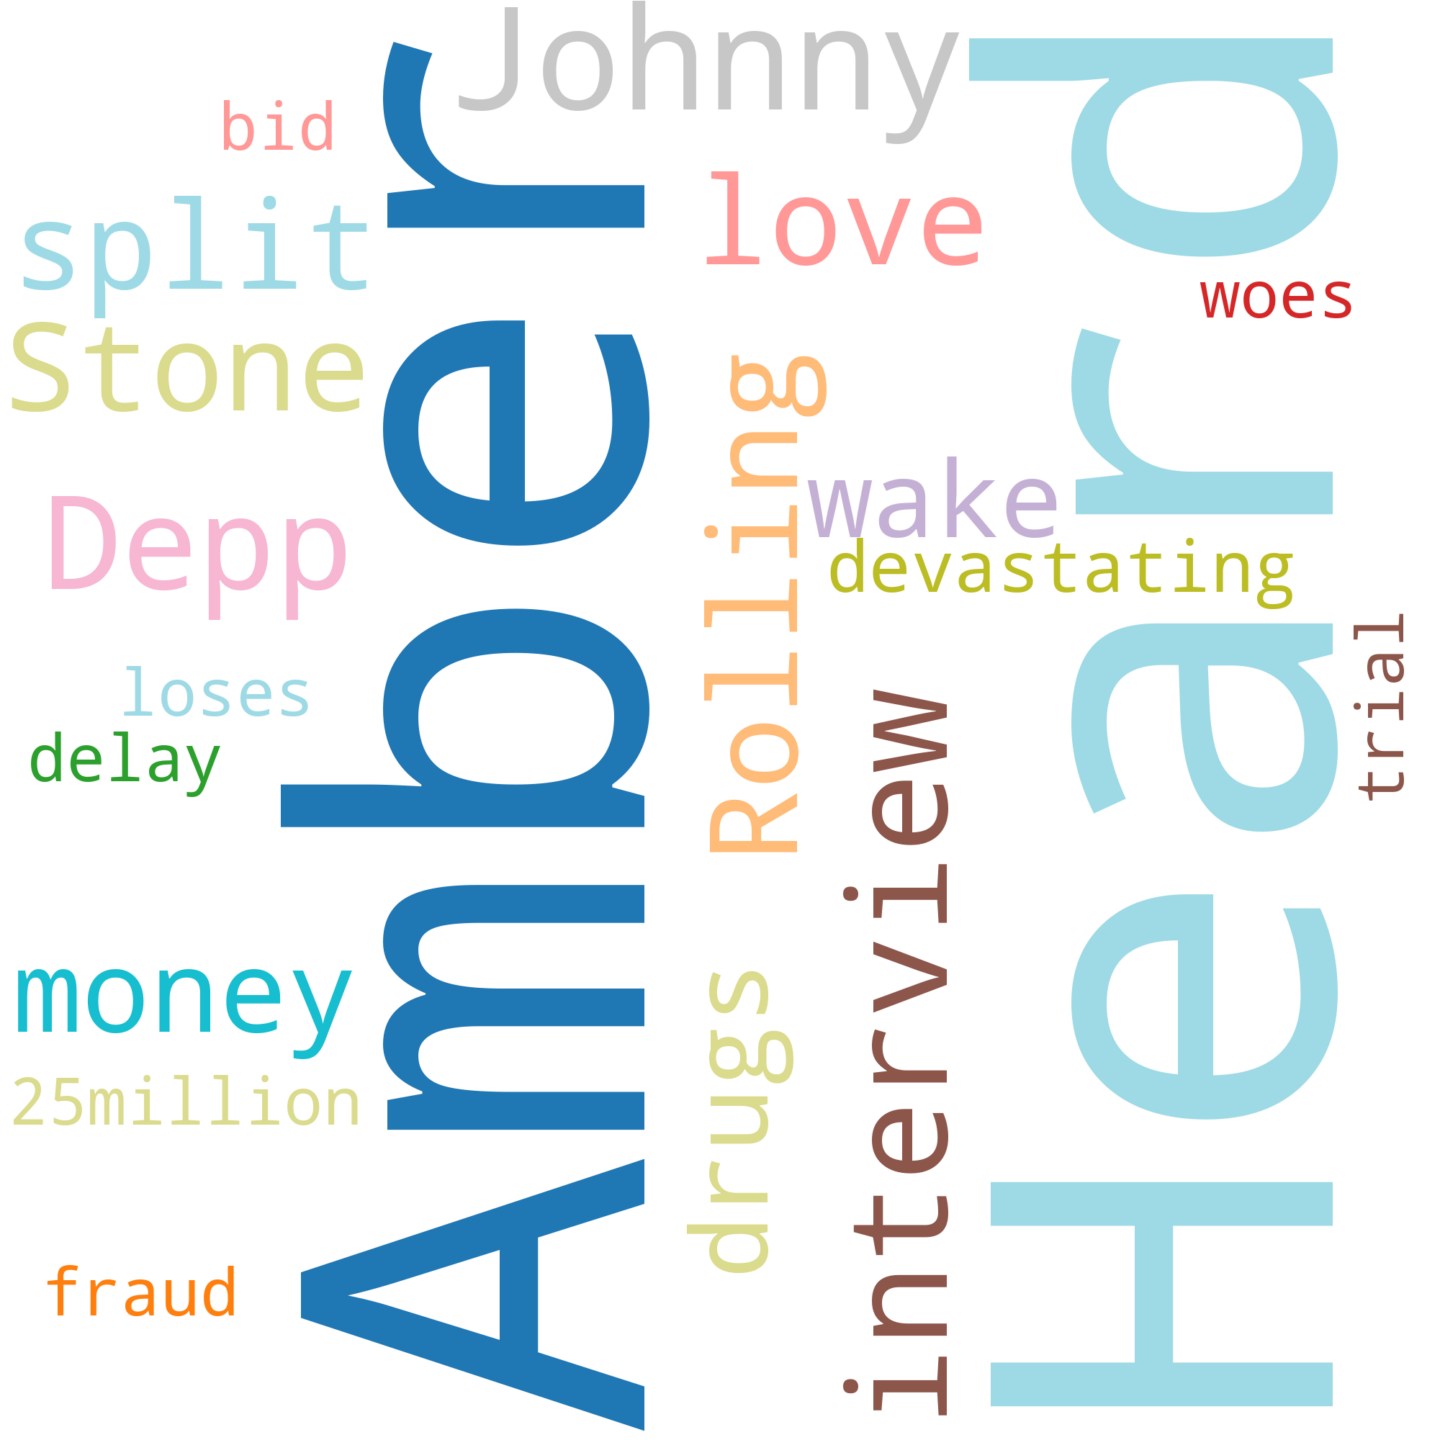 Johnny
bid
love
split
woes
Stone
Amber
Heard
Rolling
wake
Depp
devastating
loses
trial
delay
interview
money
drugs
25million
fraud